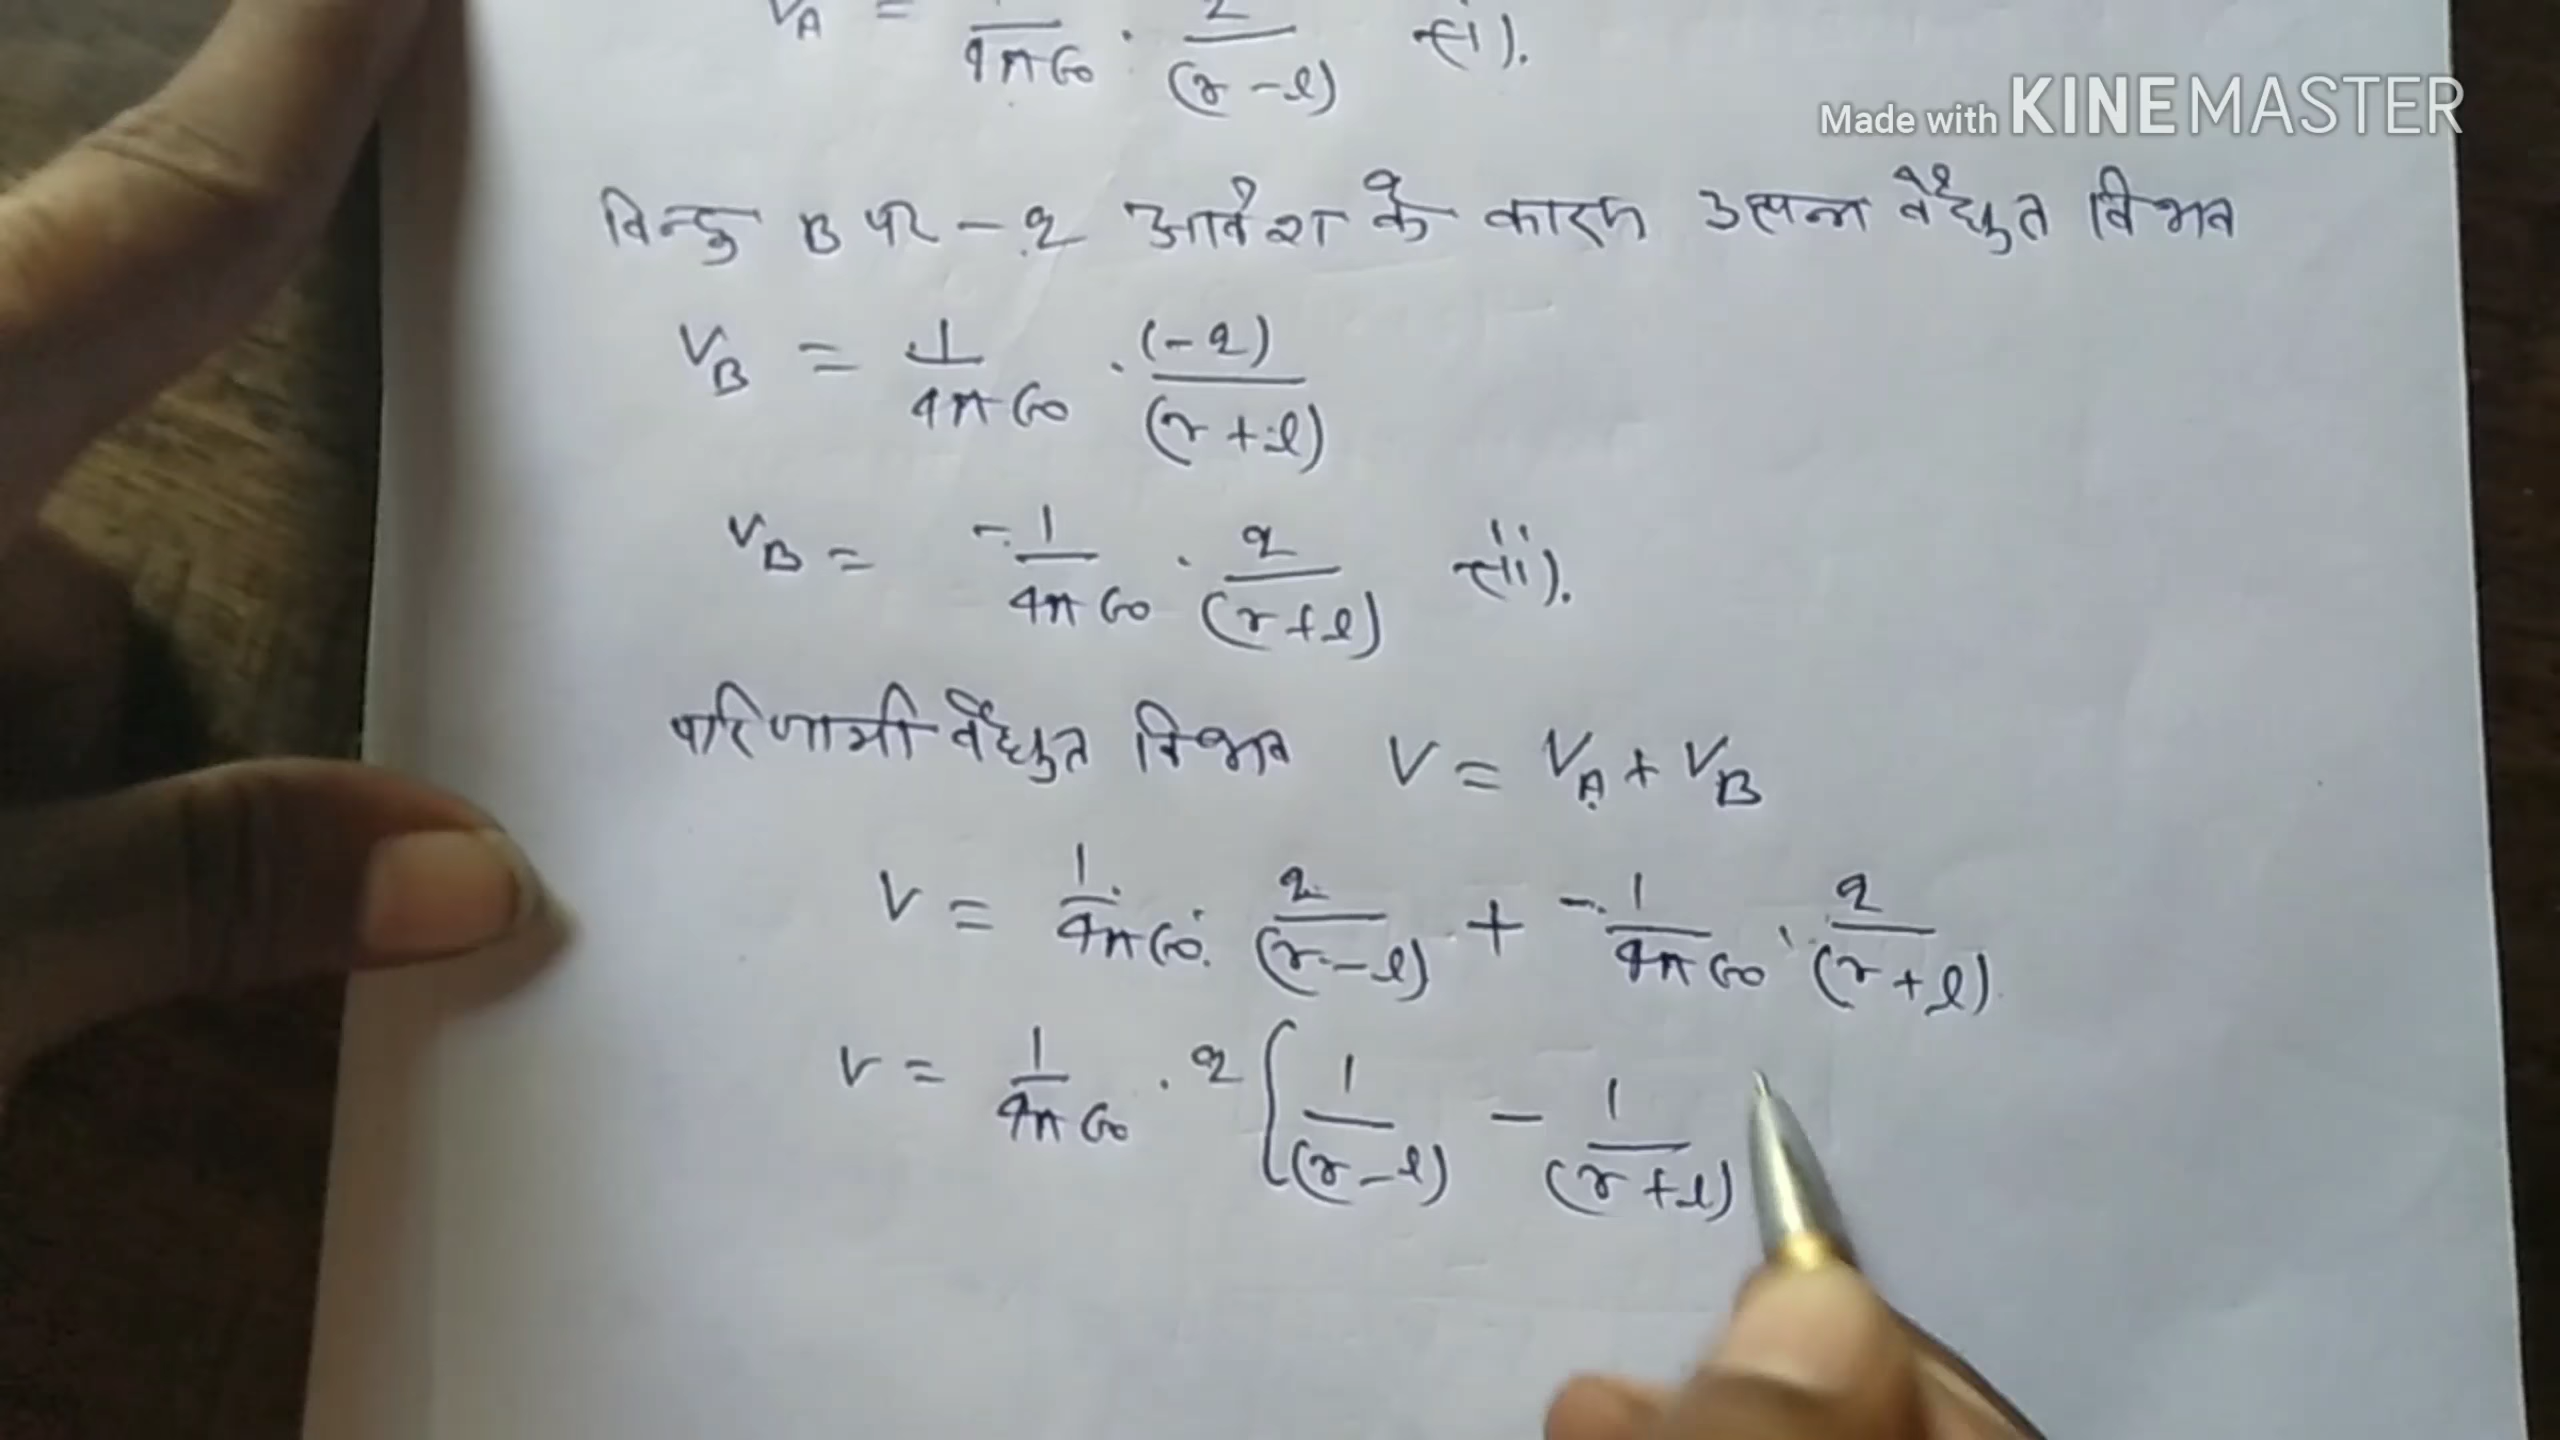 V_A = 1/4πϵ₀ · q/(r-l) —(i).
Made with KINEMASTER
बिन्दु B पर -q आवेश के कारण उत्पन्न वैद्युत विभव
V_B = 1/4πϵ₀ · (-q)/(r+l)
V_B = -1/4πϵ₀ · q/(r+l) —(ii).
परिणामी वैद्युत विभव V = V_A + V_B
V = 1/4πϵ₀ · q/(r-l) + -1/4πϵ₀ · q/(r+l)
V = 1/4πϵ₀ · q [1/(r-l) - 1/(r+l)